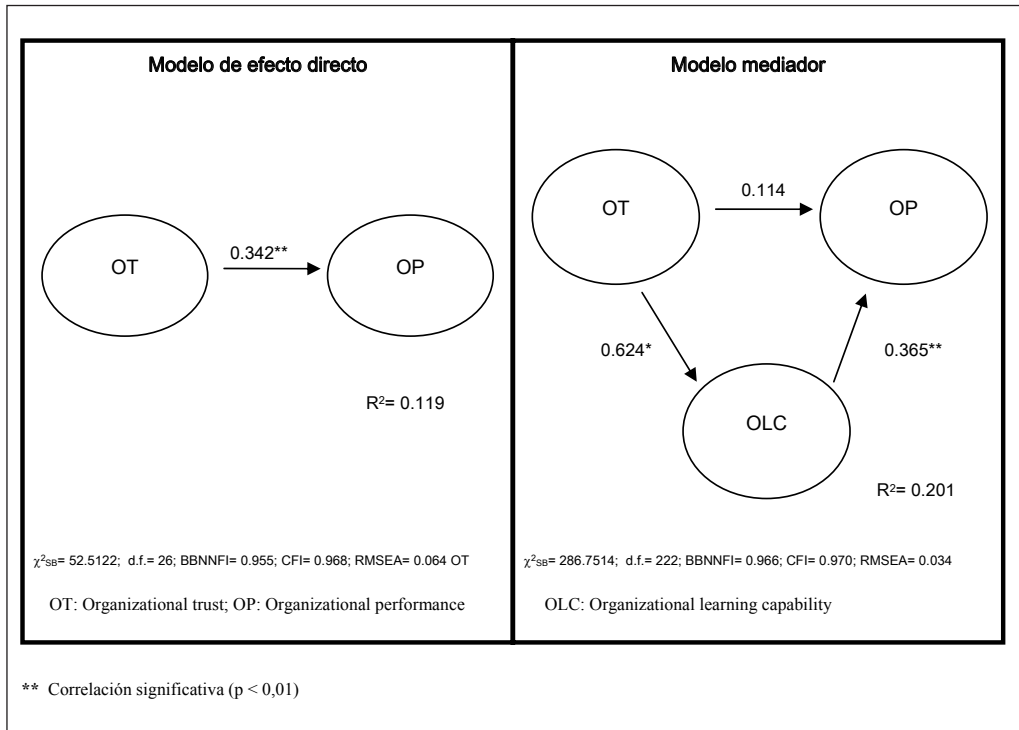 Modelo de efecto directo
OT
0.342**
OP
R²= 0.119
χ²SB= 52.5122; d.f.= 26; BBNNFI= 0.955; CFI= 0.968; RMSEA= 0.064 OT
OT: Organizational trust; OP: Organizational performance
Modelo mediador
OT
0.114
OP
0.624*
0.365**
OLC
R²= 0.201
χ²SB= 286.7514; d.f.= 222; BBNNFI= 0.966; CFI= 0.970; RMSEA= 0.034
OLC: Organizational learning capability
** Correlación significativa (p < 0,01)